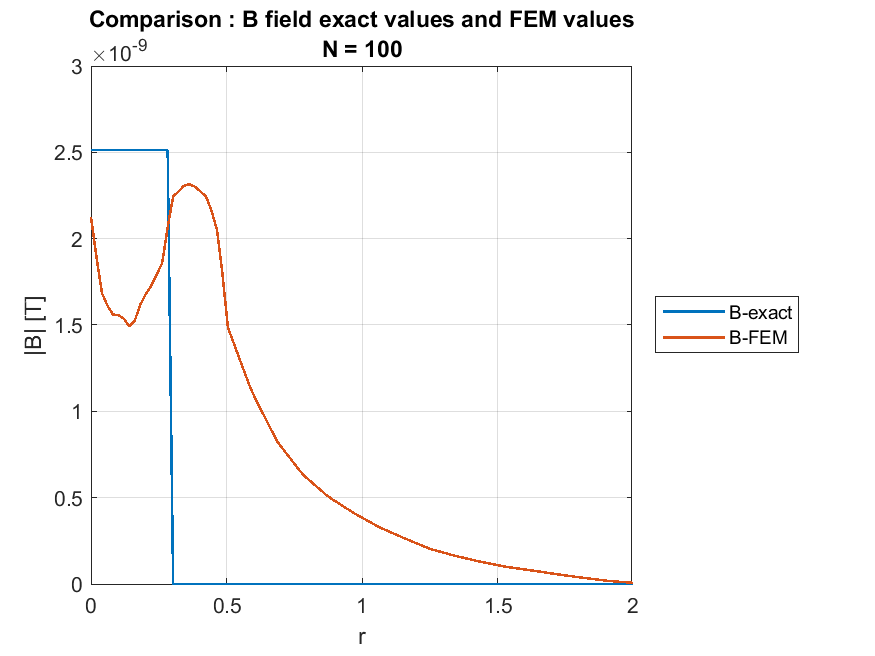 Comparison : B field exact values and FEM values
N = 100
×10⁻⁹
3
2.5
2
1.5
1
0.5
0
|B| [T]
0 0.5 1 1.5 2
r
B-exact
B-FEM